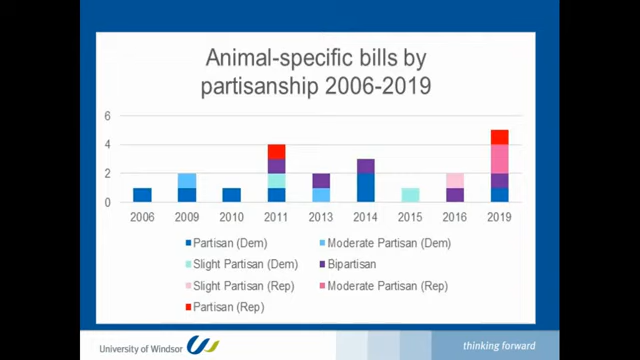 Animal-specific bills by
partisanship 2006-2019
6
4
2
0
2006 2009 2010 2011 2013 2014 2015 2016 2019
Partisan (Dem) Moderate Partisan (Dem)
Slight Partisan (Dem) Bipartisan
Slight Partisan (Rep) Moderate Partisan (Rep)
Partisan (Rep)
University of Windsor thinking forward